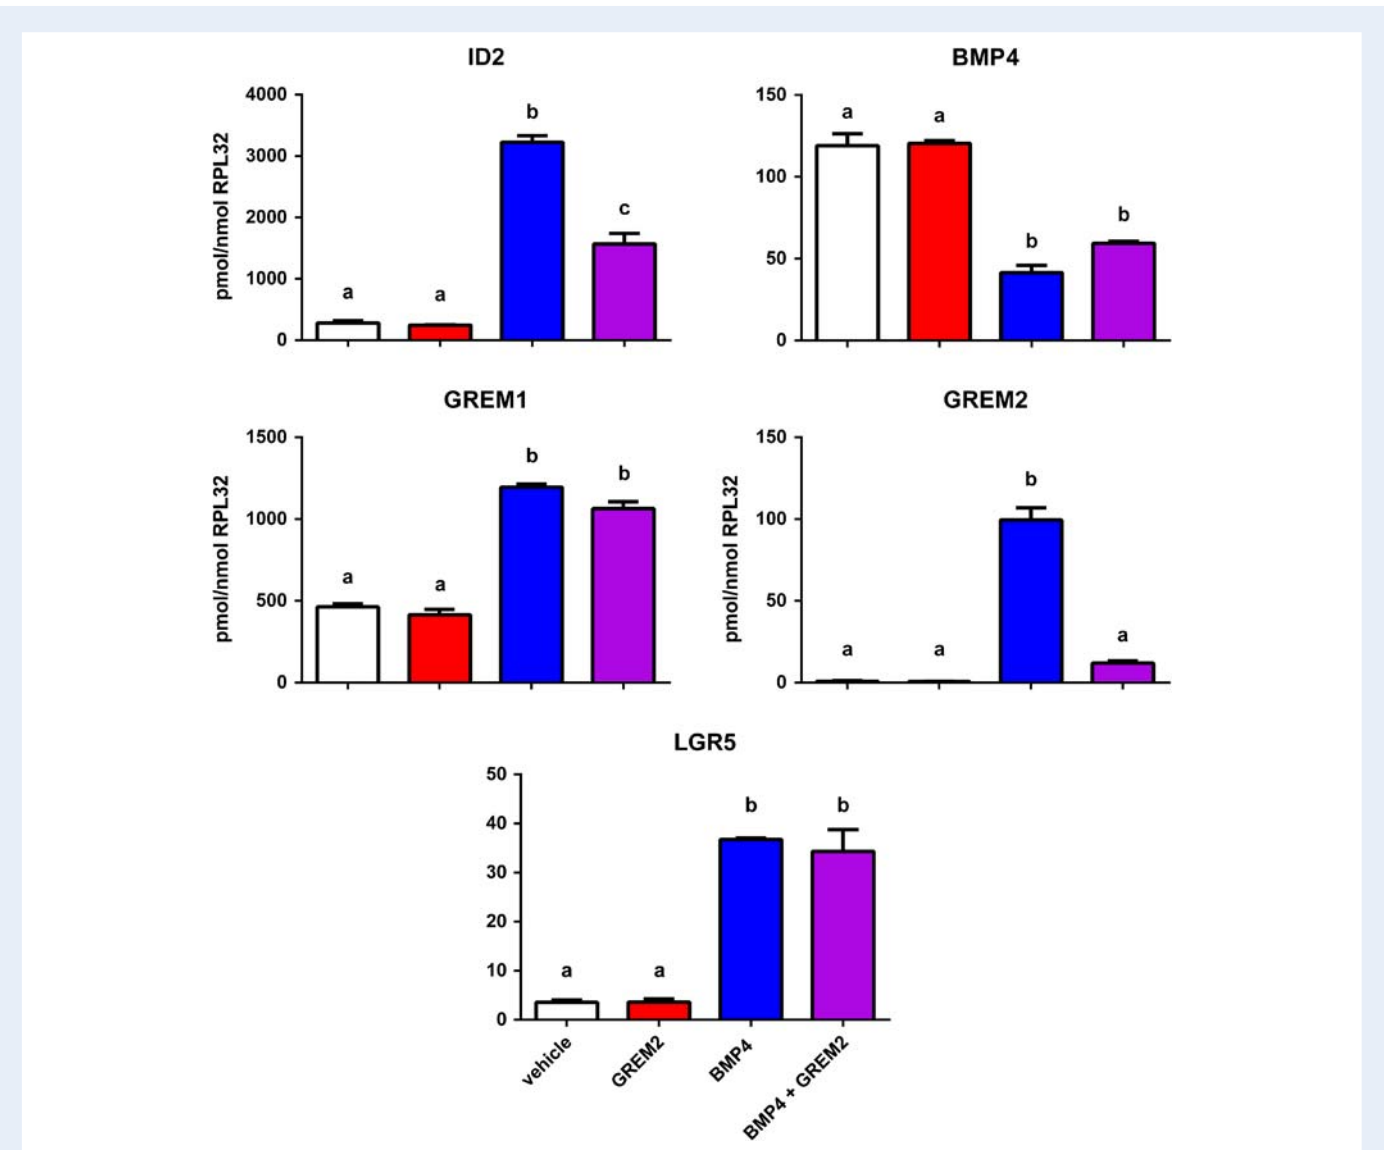 ID2
4000
3000
2000
1000
0
pmol/nmol RPL32
a
a
b
c
BMP4
150
100
50
0
a
a
b
b
GREM1
1500
1000
500
0
pmol/nmol RPL32
a
a
b
b
GREM2
150
100
50
0
pmol/nmol RPL32
a
a
b
a
LGR5
50
40
30
20
10
0
a
a
b
b
vehicle
GREM2
BMP4
BMP4 + GREM2